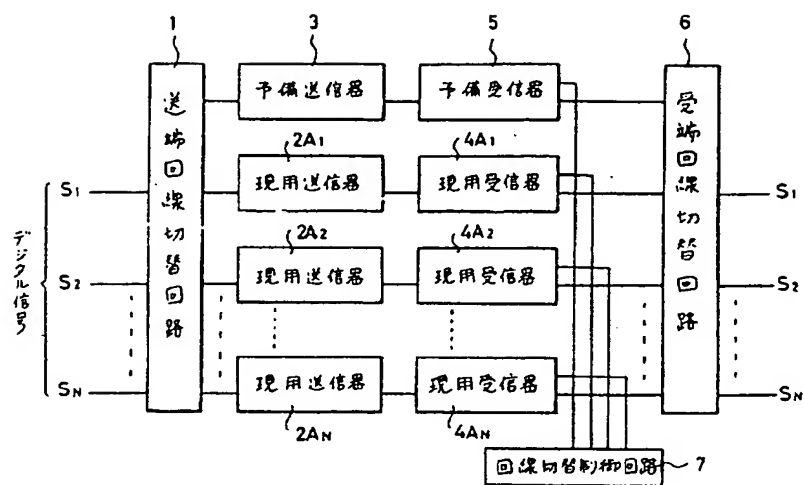 1
3
5
6
送端回線切替回路
予備送信器
予備受信器
受端回線切替回路
2A1
4A1
現用送信器
現用受信器
S1
S1
2A2
4A2
デジタル信号
S2
現用送信器
現用受信器
S2
SN
現用送信器
現用受信器
SN
2AN
4AN
回線切替制御回路
7